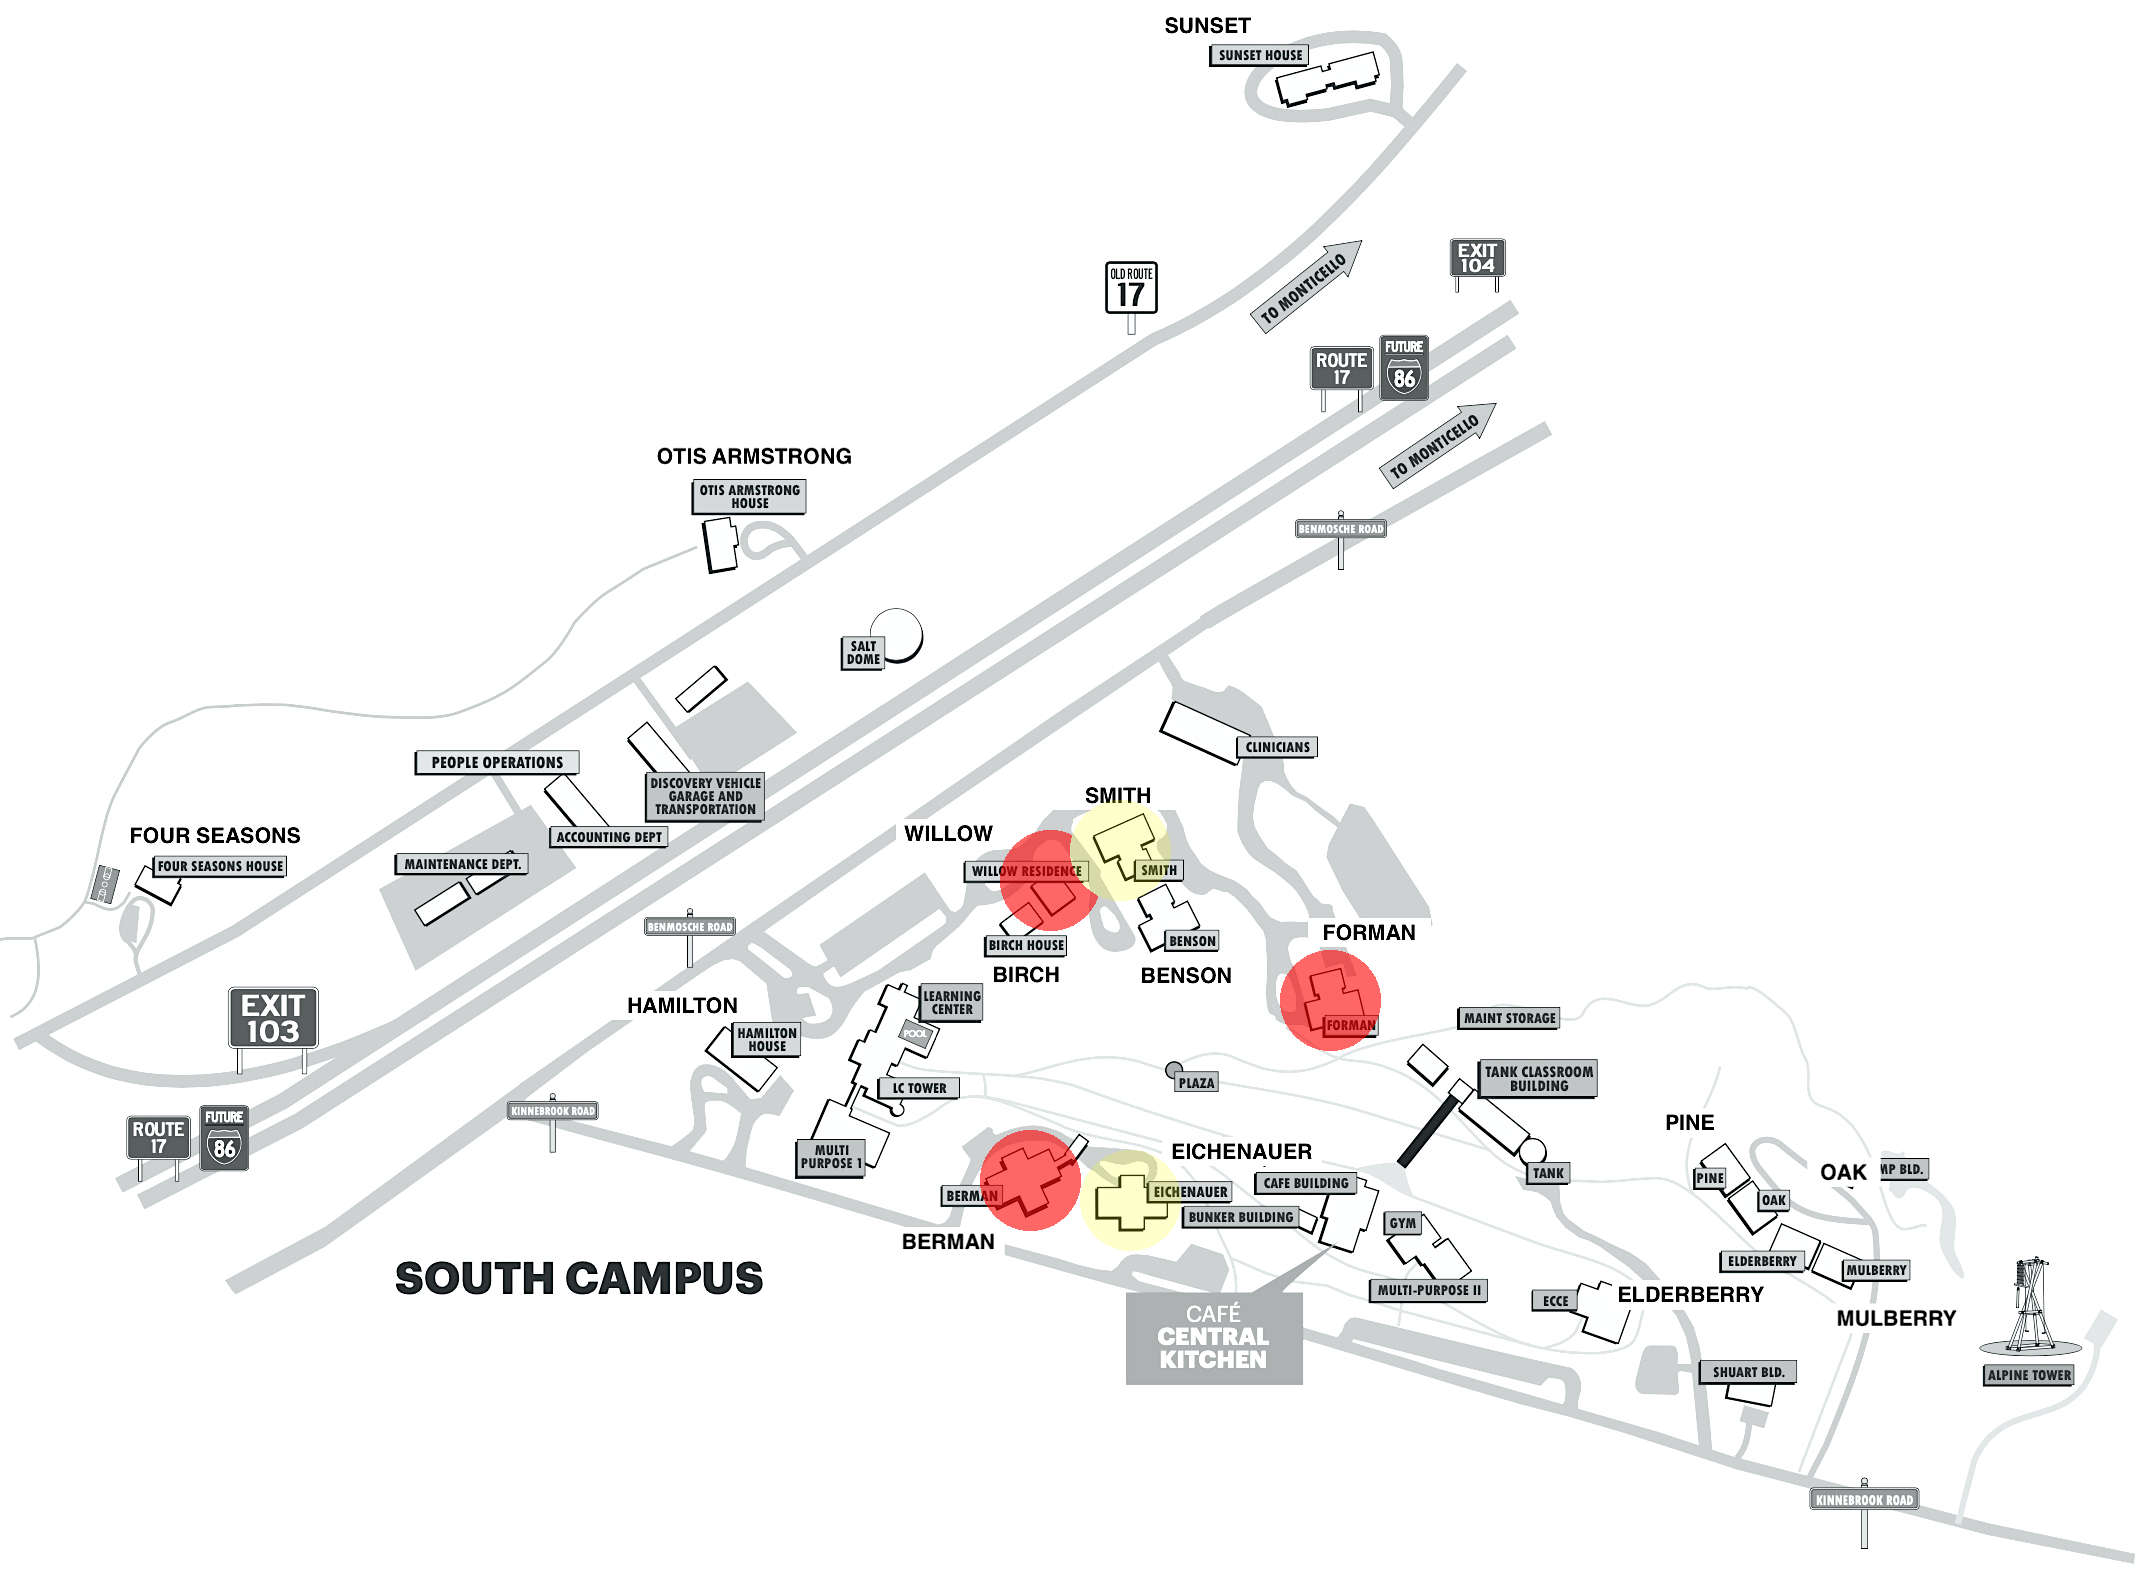 SUNSET
SUNSET HOUSE
OLD ROUTE
17
TO MONTICELLO
EXIT
104
ROUTE
17
FUTURE
86
TO MONTICELLO
OTIS ARMSTRONG
OTIS ARMSTRONG
HOUSE
BENMOSCHE ROAD
SALT
DOME
CLINICIANS
PEOPLE OPERATIONS
DISCOVERY VEHICLE
GARAGE AND
TRANSPORTATION
ACCOUNTING DEPT
MAINTENANCE DEPT.
FOUR SEASONS
FOUR SEASONS HOUSE
SMITH
WILLOW
WILLOW RESIDENCE
SMITH
BENMOSCHE ROAD
BIRCH HOUSE
BENSON
BIRCH
BENSON
FORMAN
FORMAN
EXIT
103
HAMILTON
HAMILTON
HOUSE
LEARNING
CENTER
POOL
LC TOWER
PLAZA
MAINT STORAGE
TANK CLASSROOM
BUILDING
KINNEBROOK ROAD
ROUTE
17
FUTURE
86
MULTI
PURPOSE 1
EICHENAUER
BERMAN
EICHENAUER
CAFE BUILDING
BUNKER BUILDING
TANK
GYM
PINE
PINE
OAK
MP BLD.
OAK
BERMAN
SOUTH CAMPUS
ELDERBERRY
MULBERRY
MULTI-PURPOSE II
ECCE
ELDERBERRY
MULBERRY
CAFÉ
CENTRAL
KITCHEN
SHUART BLD.
ALPINE TOWER
KINNEBROOK ROAD